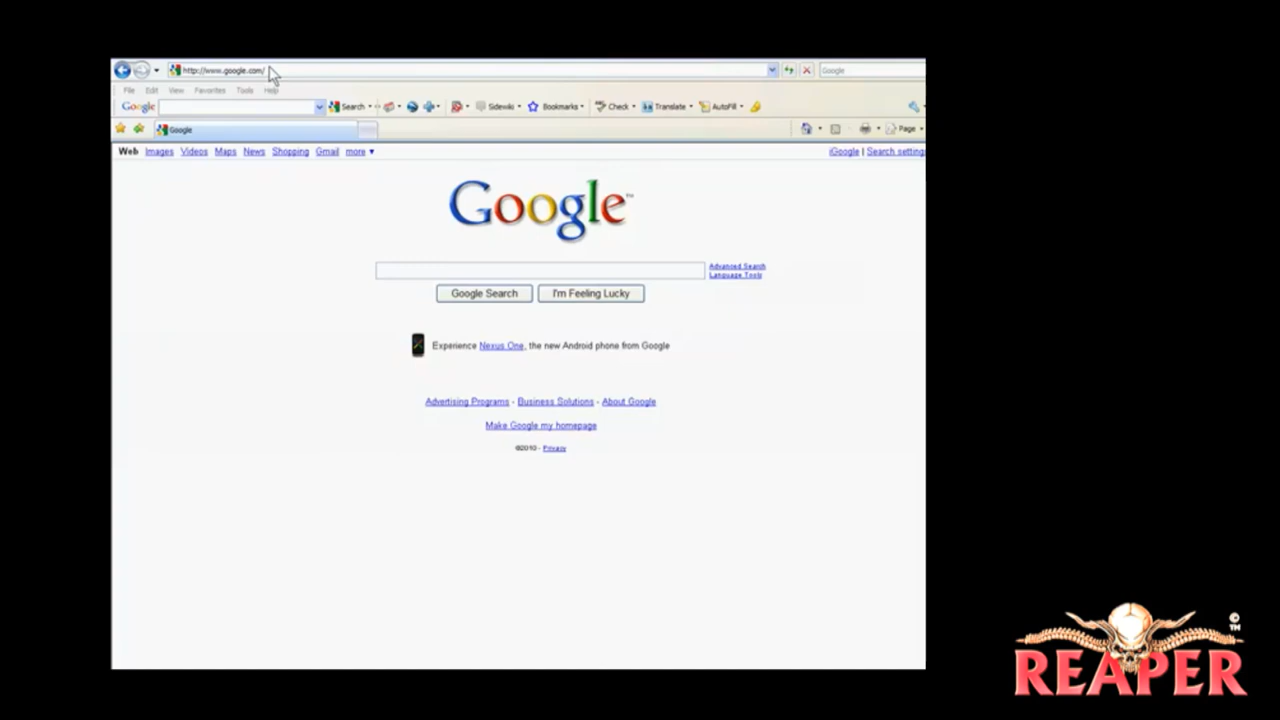 http://www.google.com/
Google
File Edit View Favorites Tools Help
Google Search Sidewiki Bookmarks Check Translate AutoFill
Google Page
Web Images Videos Maps News Shopping Gmail more iGoogle | Search setting
Google™
Advanced Search
Language Tools
Google Search I'm Feeling Lucky
Experience Nexus One, the new Android phone from Google
Advertising Programs - Business Solutions - About Google
Make Google my homepage
©2010 - Privacy
© TM
REAPER